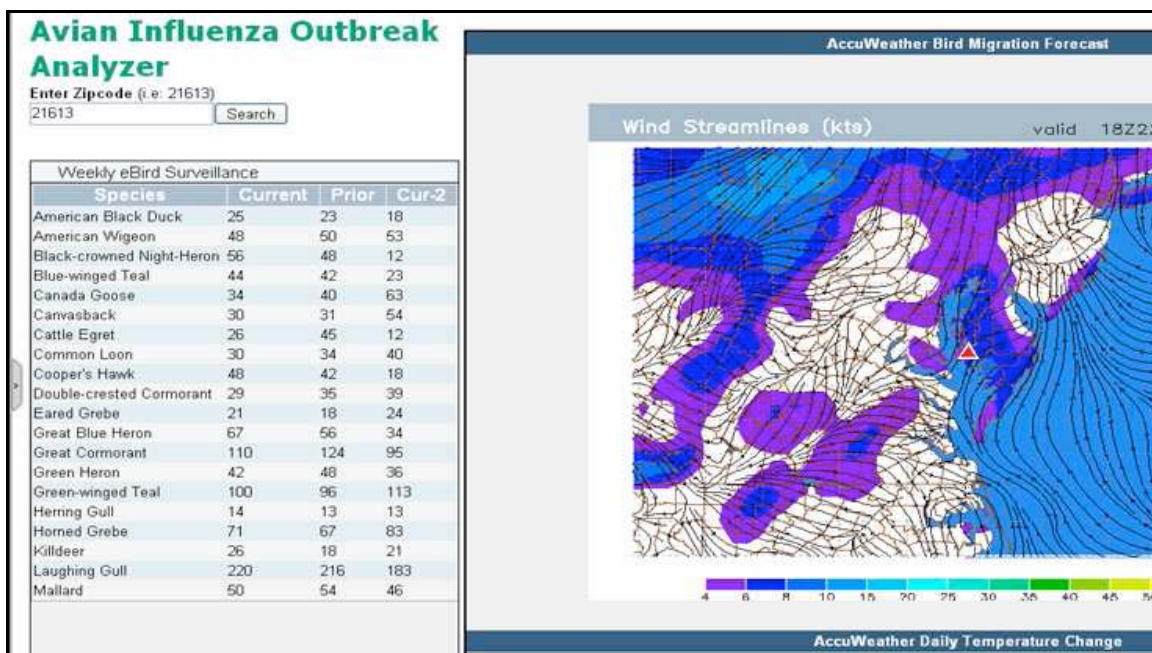 Avian Influenza Outbreak
Analyzer
Enter Zipcode (i.e: 21613)
21613 Search
Weekly eBird Surveillance
Species Current Prior Cur-2
American Black Duck 25 23 18
American Wigeon 48 50 53
Black-crowned Night-Heron 56 48 12
Blue-winged Teal 44 42 23
Canada Goose 34 40 63
Canvasback 30 31 54
Cattle Egret 26 45 12
Common Loon 30 34 40
Cooper's Hawk 48 42 18
Double-crested Cormorant 29 35 39
Eared Grebe 21 18 24
Great Blue Heron 67 56 34
Great Cormorant 110 124 95
Green Heron 42 48 36
Green-winged Teal 100 96 113
Herring Gull 14 13 13
Horned Grebe 71 67 83
Killdeer 26 18 21
Laughing Gull 220 216 183
Mallard 50 54 46
AccuWeather Bird Migration Forecast
Wind Streamlines (kts) valid 18Z22
4 6 8 10 15 20 25 30 35 40 45
AccuWeather Daily Temperature Change